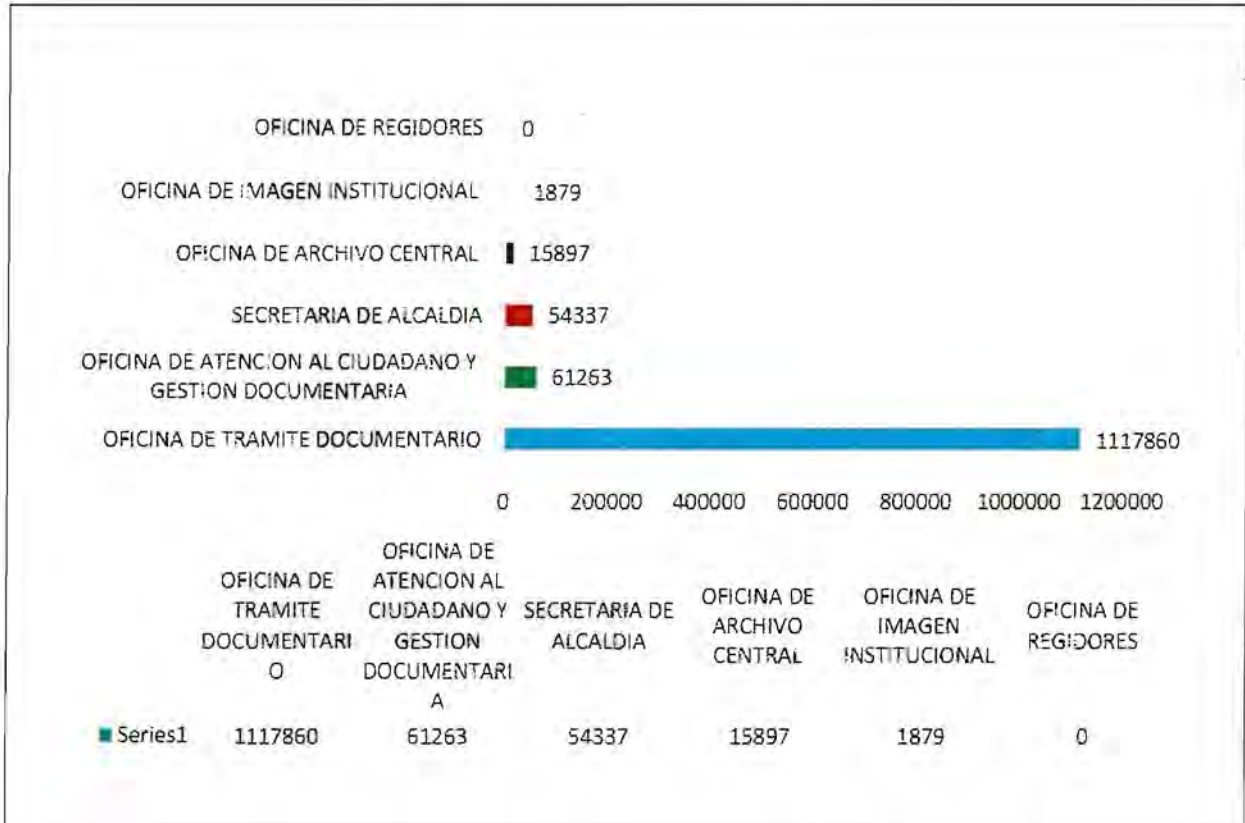 OFICINA DE REGIDORES 0
OFICINA DE IMAGEN INSTITUCIONAL 1879
OFICINA DE ARCHIVO CENTRAL 15897
SECRETARIA DE ALCALDIA 54337
OFICINA DE ATENCION AL CIUDADANO Y
GESTION DOCUMENTARIA 61263
OFICINA DE TRAMITE DOCUMENTARIO 1117860
0 200000 400000 600000 800000 1000000 1200000
OFICINA DE
TRAMITE
DOCUMENTARI
O
OFICINA DE
ATENCION AL
CIUDADANO Y
GESTION
DOCUMENTARI
A
SECRETARIA DE
ALCALDIA
OFICINA DE
ARCHIVO
CENTRAL
OFICINA DE
IMAGEN
INSTITUCIONAL
OFICINA DE
REGIDORES
Series1 1117860 61263 54337 15897 1879 0